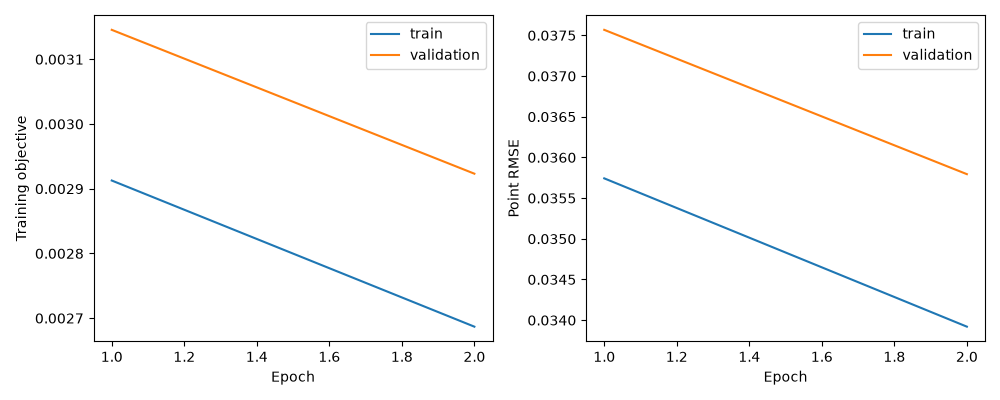 Training objective
0.0031
0.0030
0.0029
0.0028
0.0027
train
validation
1.0 1.2 1.4 1.6 1.8 2.0
Epoch
Point RMSE
0.0375
0.0370
0.0365
0.0360
0.0355
0.0350
0.0345
0.0340
train
validation
1.0 1.2 1.4 1.6 1.8 2.0
Epoch